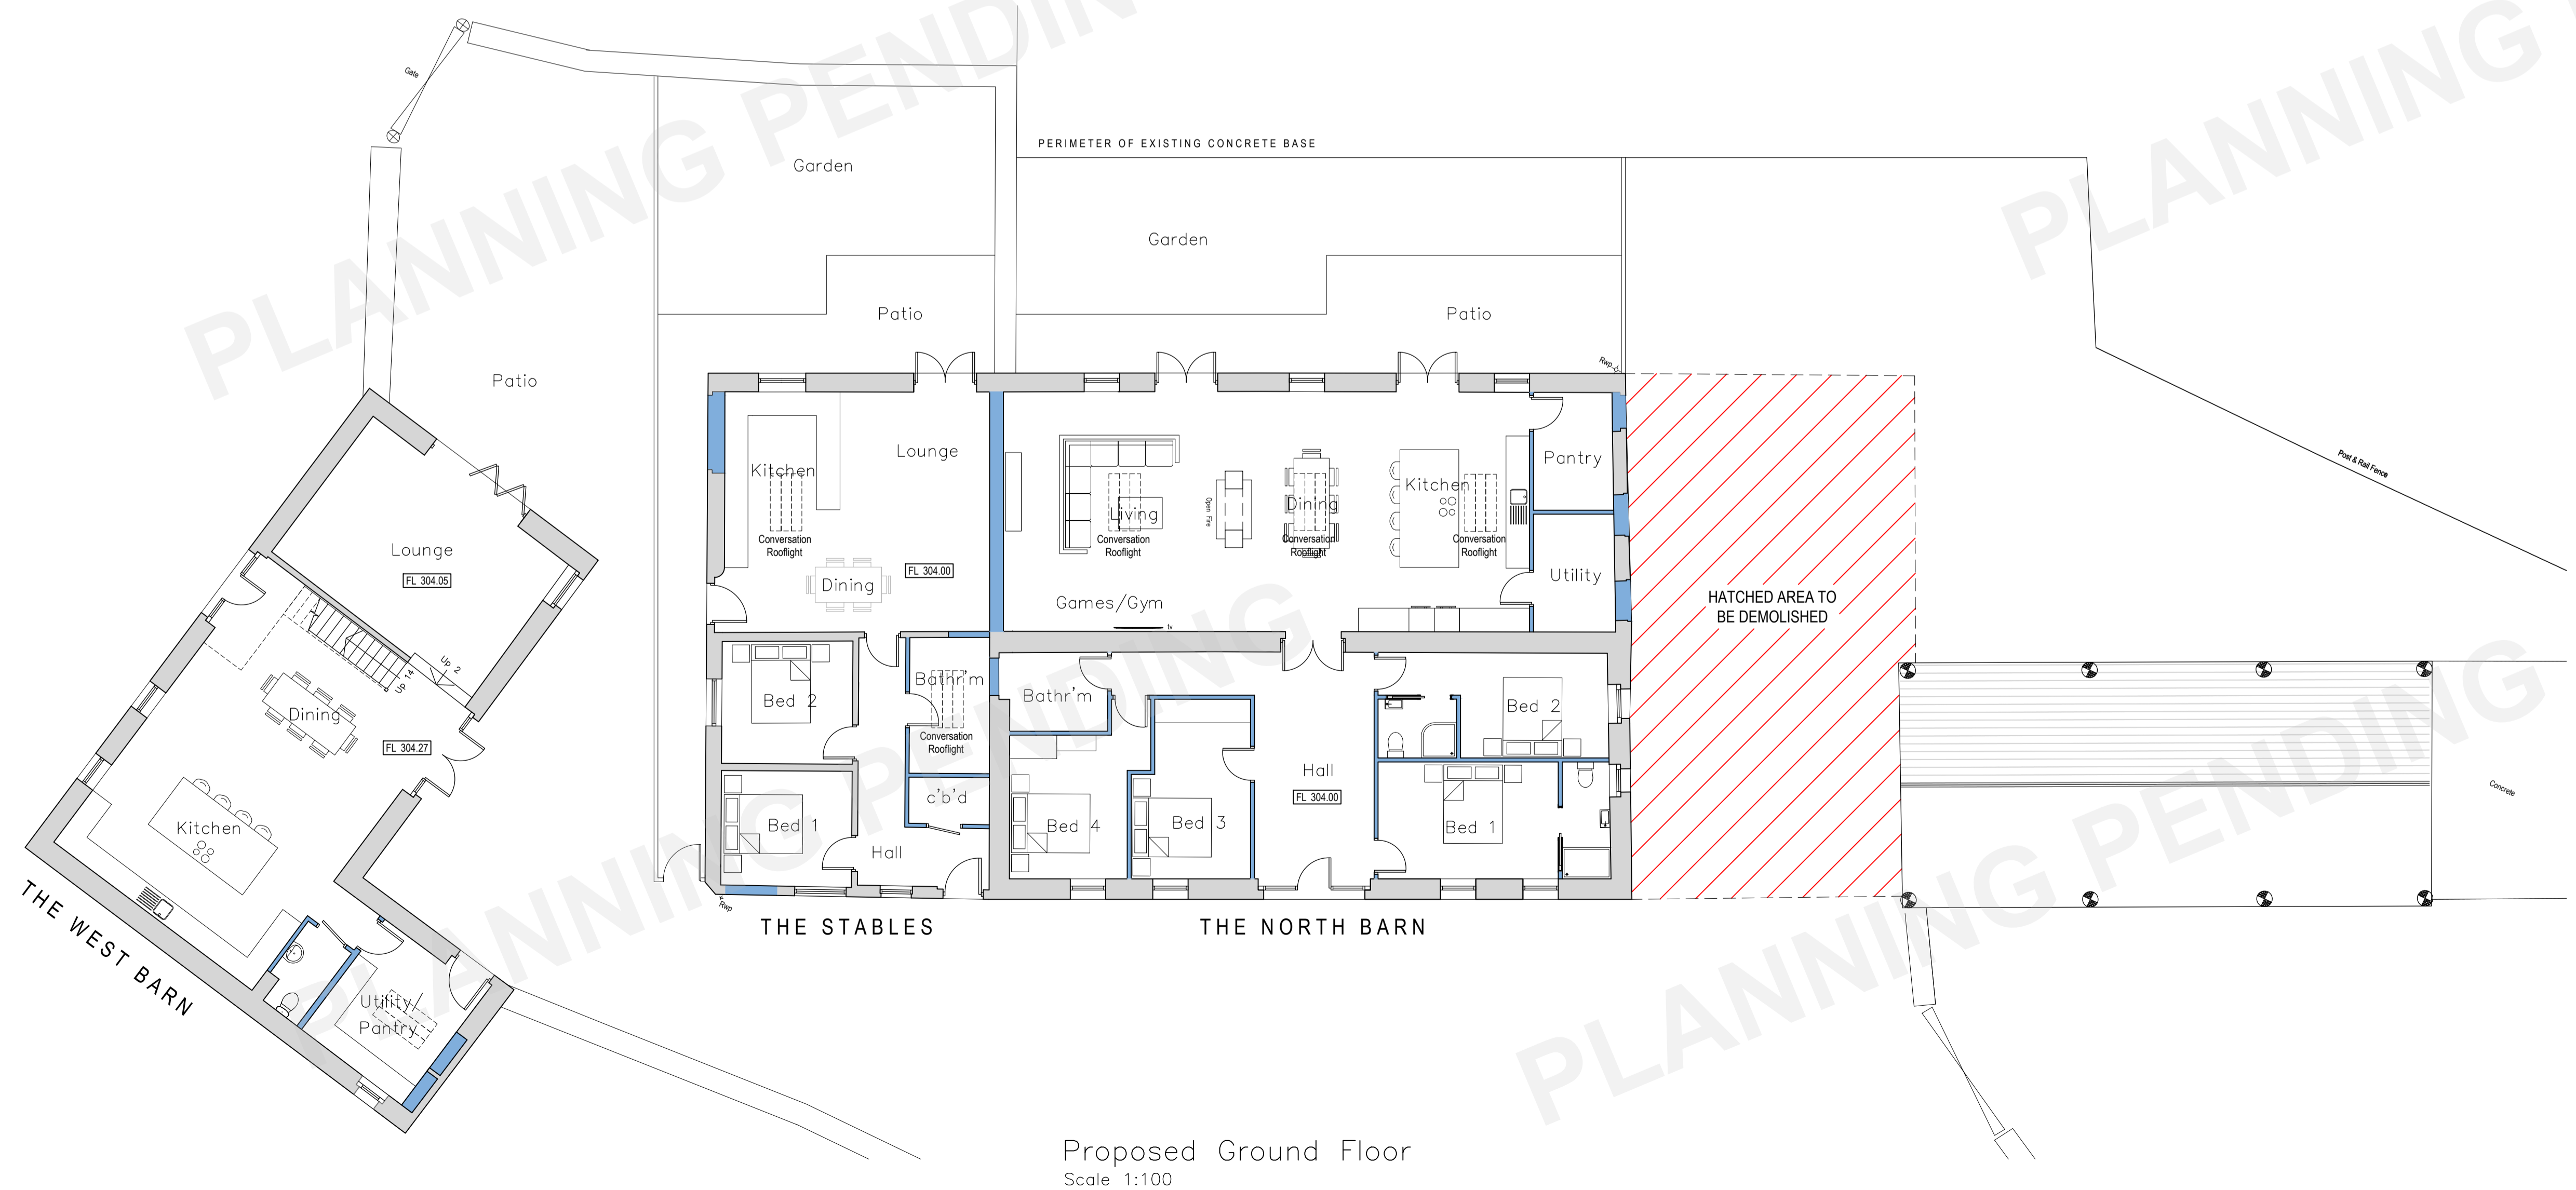 PLANNING PENDING
PLANNING
Gate
PERIMETER OF EXISTING CONCRETE BASE
Garden
Garden
Patio
Patio
Patio
Rwp
Post & Rail Fence
Lounge
Kitchen
Conversation
Rooflight
Dining
FL 304.00
Living
Conversation
Rooflight
Open Fire
Dining
Conversation
Rooflight
Kitchen
Conversation
Rooflight
Pantry
Utility
Games/Gym
tv
HATCHED AREA TO
BE DEMOLISHED
Lounge
FL 304.05
Up 2
Up 14
Dining
FL 304.27
Kitchen
Utility/
Pantry
THE WEST BARN
Bed 2
Bathr'm
Conversation
Rooflight
c'b'd
Bed 1
Hall
Rwp
THE STABLES
Bathr'm
Bed 4
Bed 3
Hall
FL 304.00
Bed 2
Bed 1
THE NORTH BARN
Concrete
PLANNING PENDING
PLANNING PENDING
Proposed Ground Floor
Scale 1:100